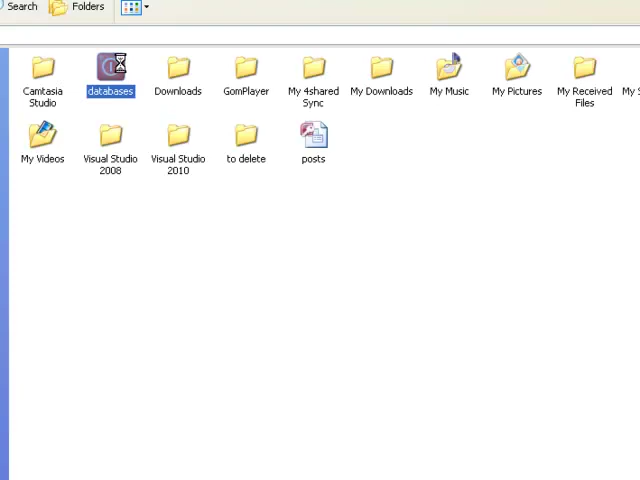 Search Folders
Camtasia Studio
databases
Downloads
GomPlayer
My 4shared Sync
My Downloads
My Music
My Pictures
My Received Files
My S
My Videos
Visual Studio 2008
Visual Studio 2010
to delete
posts